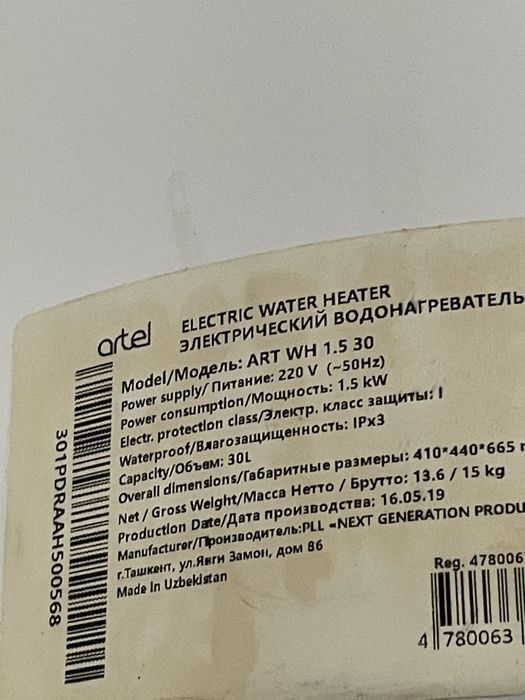 artel
ELECTRIC WATER HEATER
ЭЛЕКТРИЧЕСКИЙ ВОДОНАГРЕВАТЕЛЬ
Model/Модель: ART WH 1.5 30
Power supply/ Питание: 220 V (~50Hz)
Power consumption/Мощность: 1.5 kW
Electr. protection class/Электр. класс защиты: I
Waterproof/Влагозащищенность: IPx3
Capacity/Объем: 30L
Overall dimensions/Габаритные размеры: 410*440*665
Net / Gross Weight/Масса Нетто / Брутто: 13.6 / 15 kg
Production Date/Дата производства: 16.05.19
Manufacturer/Производитель:PLL «NEXT GENERATION PRODU
г.Ташкент, ул.Янги Замон, дом 86
Made in Uzbekistan
301PDRAAH500568
Reg. 478006
4 780063